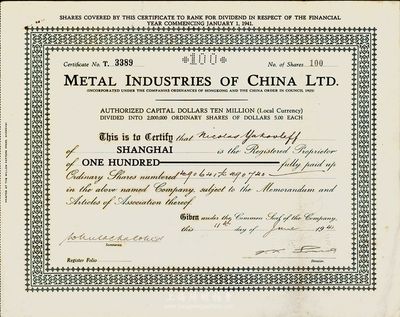 SHARES COVERED BY THIS CERTIFICATE TO RANK FOR DIVIDEND IN RESPECT OF THE FINANCIAL
YEAR COMMENCING JANUARY 1, 1941.
Certificate No. T. 3389
100
No. of Shares 100
METAL INDUSTRIES OF CHINA LTD.
(INCORPORATED UNDER THE COMPANIES ORDINANCES OF HONGKONG AND THE CHINA ORDER IN COUNCIL 1925)
AUTHORIZED CAPITAL DOLLARS TEN MILLION (Local Currency)
DIVIDED INTO 2,000,000 ORDINARY SHARES OF DOLLARS 5.00 EACH
This is to Certify that Nicolas Yakovleff
of SHANGHAI is the Registered Proprietor
of ONE HUNDRED fully paid up
Ordinary Shares numbered
in the above named Company, subject to the Memorandum and
Articles of Association thereof.
Given under the Common Seal of the Company,
this 11th day of June 1941
Secretaries
Register Folio
Director.